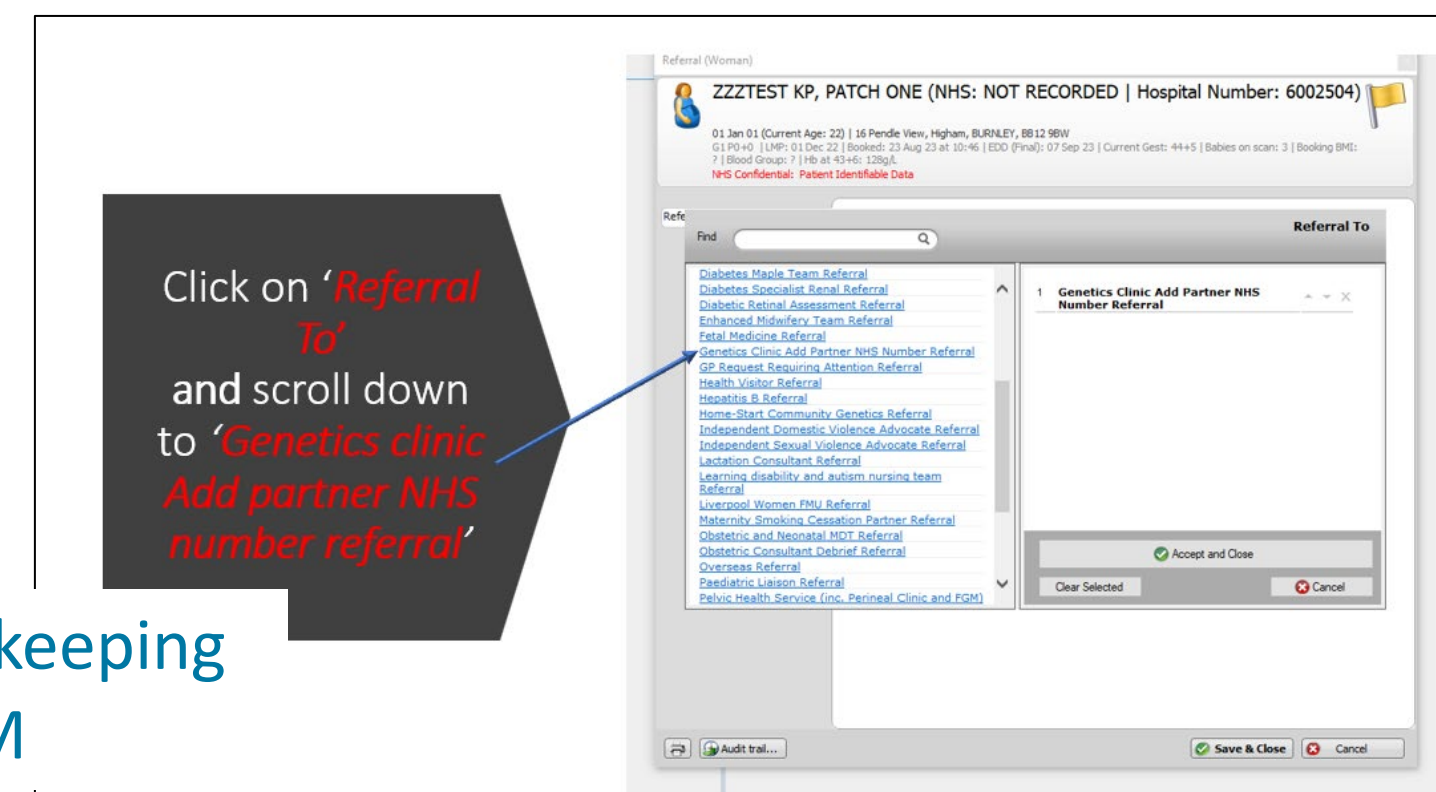 Click on ‘Referral
To’
and scroll down
to ‘Genetics clinic
Add partner NHS
number referral’
keeping
M
Referral (Woman)
ZZZTEST KP, PATCH ONE (NHS: NOT RECORDED | Hospital Number: 6002504)
01 Jan 01 (Current Age: 22) | 16 Pendle View, Higham, BURNLEY, BB12 9BW
G1 P0+0 | LMP: 01 Dec 22 | Booked: 23 Aug 23 at 10:46 | EDD (Final): 07 Sep 23 | Current Gest: 44+5 | Babies on scan: 3 | Booking BMI:
? | Blood Group: ? | Hb at 43+6: 128g/L
NHS Confidential: Patient Identifiable Data
Refe
Find
Referral To
Diabetes Maple Team Referral
Diabetes Specialist Renal Referral
Diabetic Retinal Assessment Referral
Enhanced Midwifery Team Referral
Fetal Medicine Referral
Genetics Clinic Add Partner NHS Number Referral
GP Request Requiring Attention Referral
Health Visitor Referral
Hepatitis B Referral
Home-Start Community Genetics Referral
Independent Domestic Violence Advocate Referral
Independent Sexual Violence Advocate Referral
Lactation Consultant Referral
Learning disability and autism nursing team
Referral
Liverpool Women FMU Referral
Maternity Smoking Cessation Partner Referral
Obstetric and Neonatal MDT Referral
Obstetric Consultant Debrief Referral
Overseas Referral
Paediatric Liaison Referral
Pelvic Health Service (inc. Perineal Clinic and FGM)
1 Genetics Clinic Add Partner NHS
Number Referral
Accept and Close
Clear Selected
Cancel
Audit trail...
Save & Close
Cancel